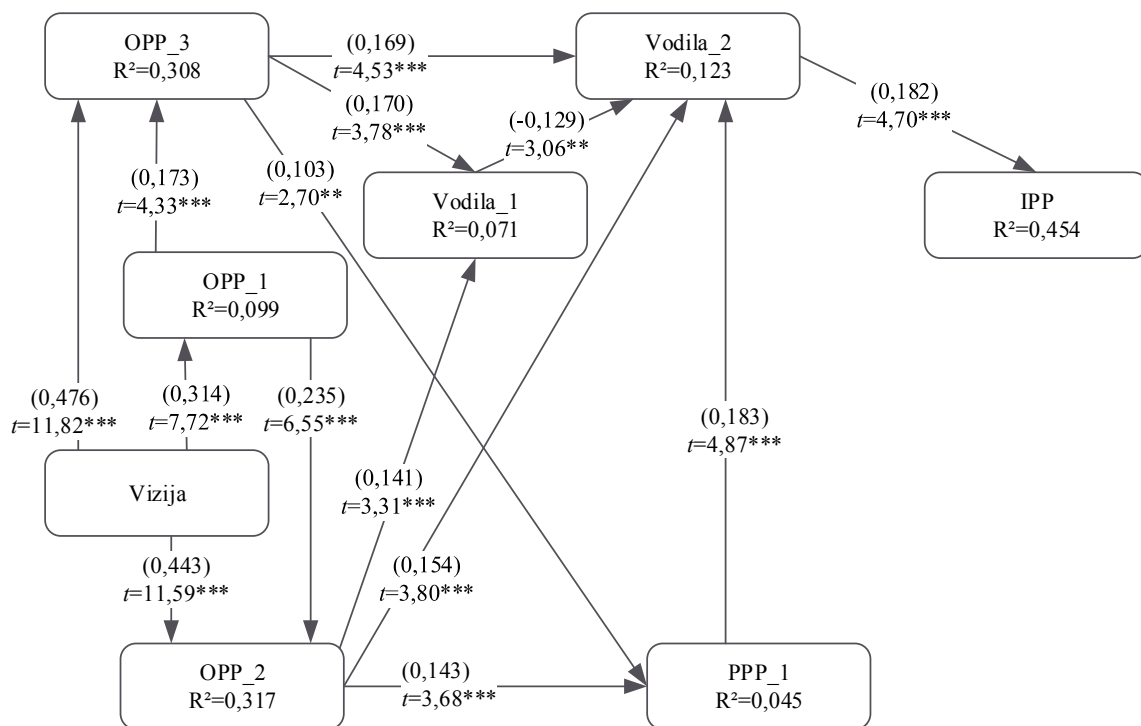 OPP_3
R²=0,308
(0,169)
t=4,53***
Vodila_2
R²=0,123
(0,182)
t=4,70***
(0,170)
t=3,78***
(-0,129)
t=3,06**
(0,103)
t=2,70**
(0,173)
t=4,33***
Vodila_1
R²=0,071
IPP
R²=0,454
OPP_1
R²=0,099
(0,476)
t=11,82***
(0,314)
t=7,72***
(0,235)
t=6,55***
(0,183)
t=4,87***
Vizija
(0,141)
t=3,31***
(0,443)
t=11,59***
(0,154)
t=3,80***
OPP_2
R²=0,317
(0,143)
t=3,68***
PPP_1
R²=0,045